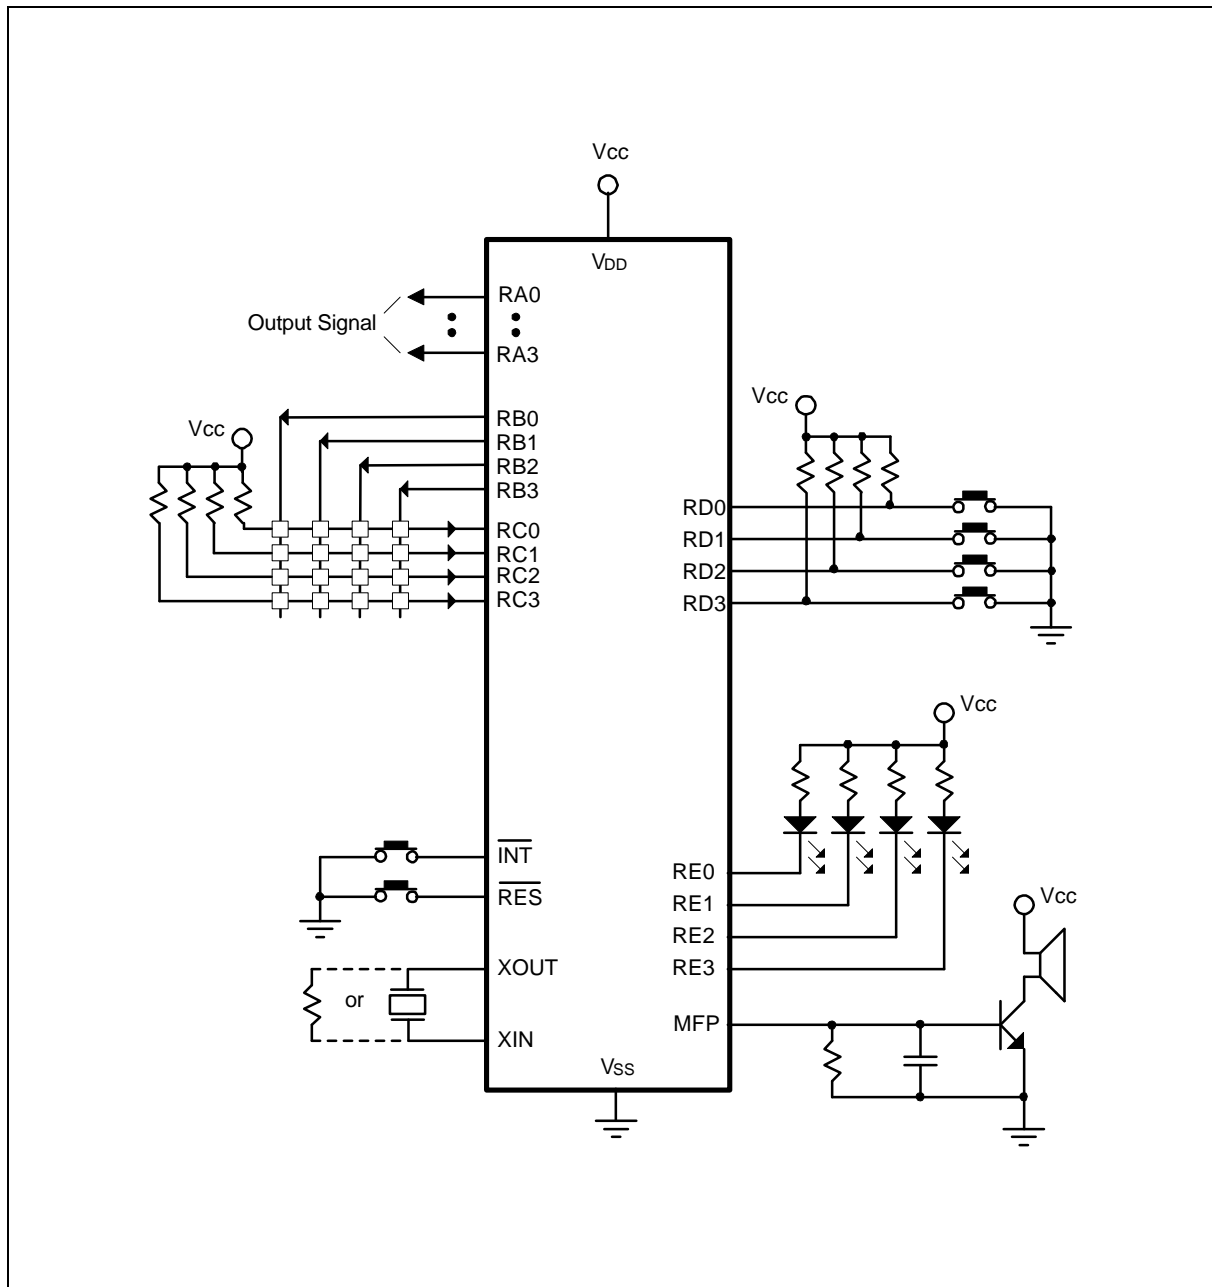 Vcc
VDD
RA0
Output Signal
RA3
RB0
Vcc
RB1
RB2
RB3
RC0
RC1
RC2
RC3
INT
RES
XOUT
or
XIN
VSS
Vcc
RD0
RD1
RD2
RD3
Vcc
RE0
RE1
RE2
RE3
Vcc
MFP